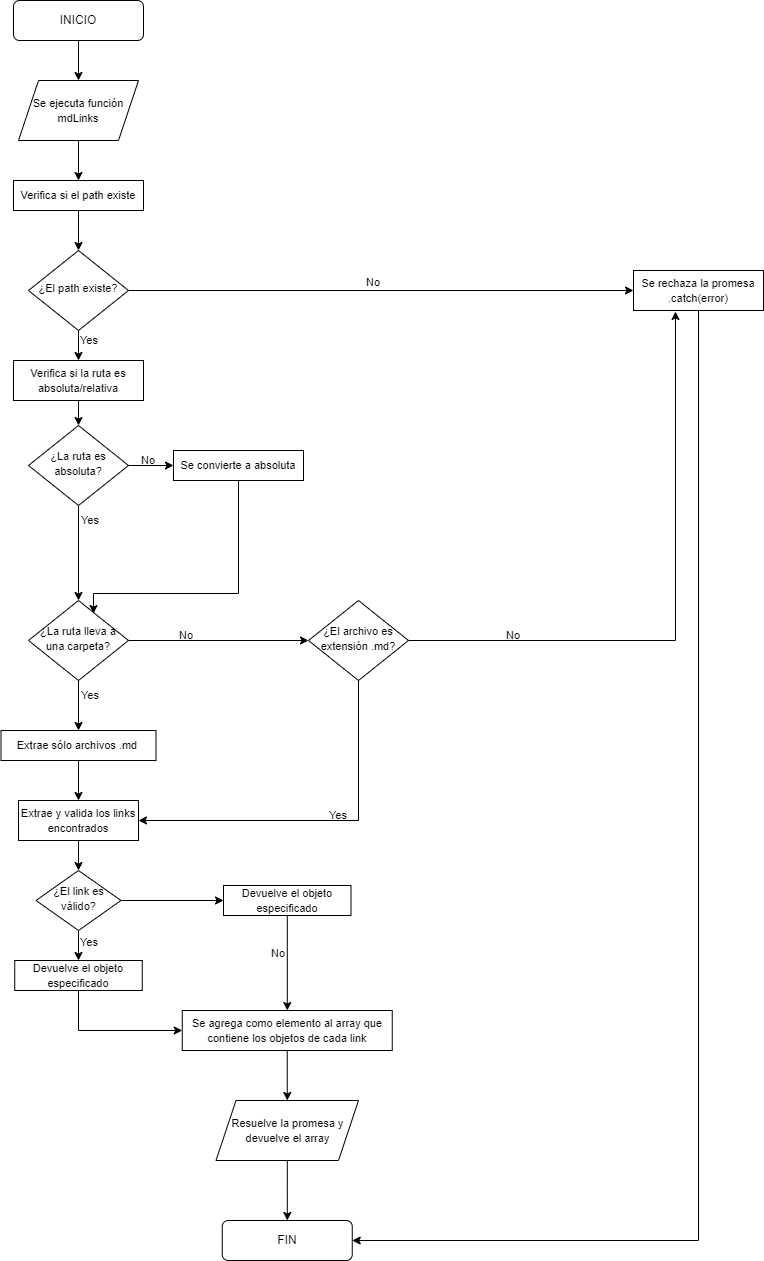 INICIO
Se ejecuta función
mdLinks
Verifica si el path existe
¿El path existe?
No
Se rechaza la promesa
.catch(error)
Yes
Verifica si la ruta es
absoluta/relativa
¿La ruta es
absoluta?
No
Se convierte a absoluta
Yes
¿La ruta lleva a
una carpeta?
No
¿El archivo es
extensión .md?
No
Yes
Extrae sólo archivos .md
Extrae y valida los links
encontrados
Yes
¿El link es
válido?
Devuelve el objeto
especificado
Yes
No
Devuelve el objeto
especificado
Se agrega como elemento al array que
contiene los objetos de cada link
Resuelve la promesa y
devuelve el array
FIN